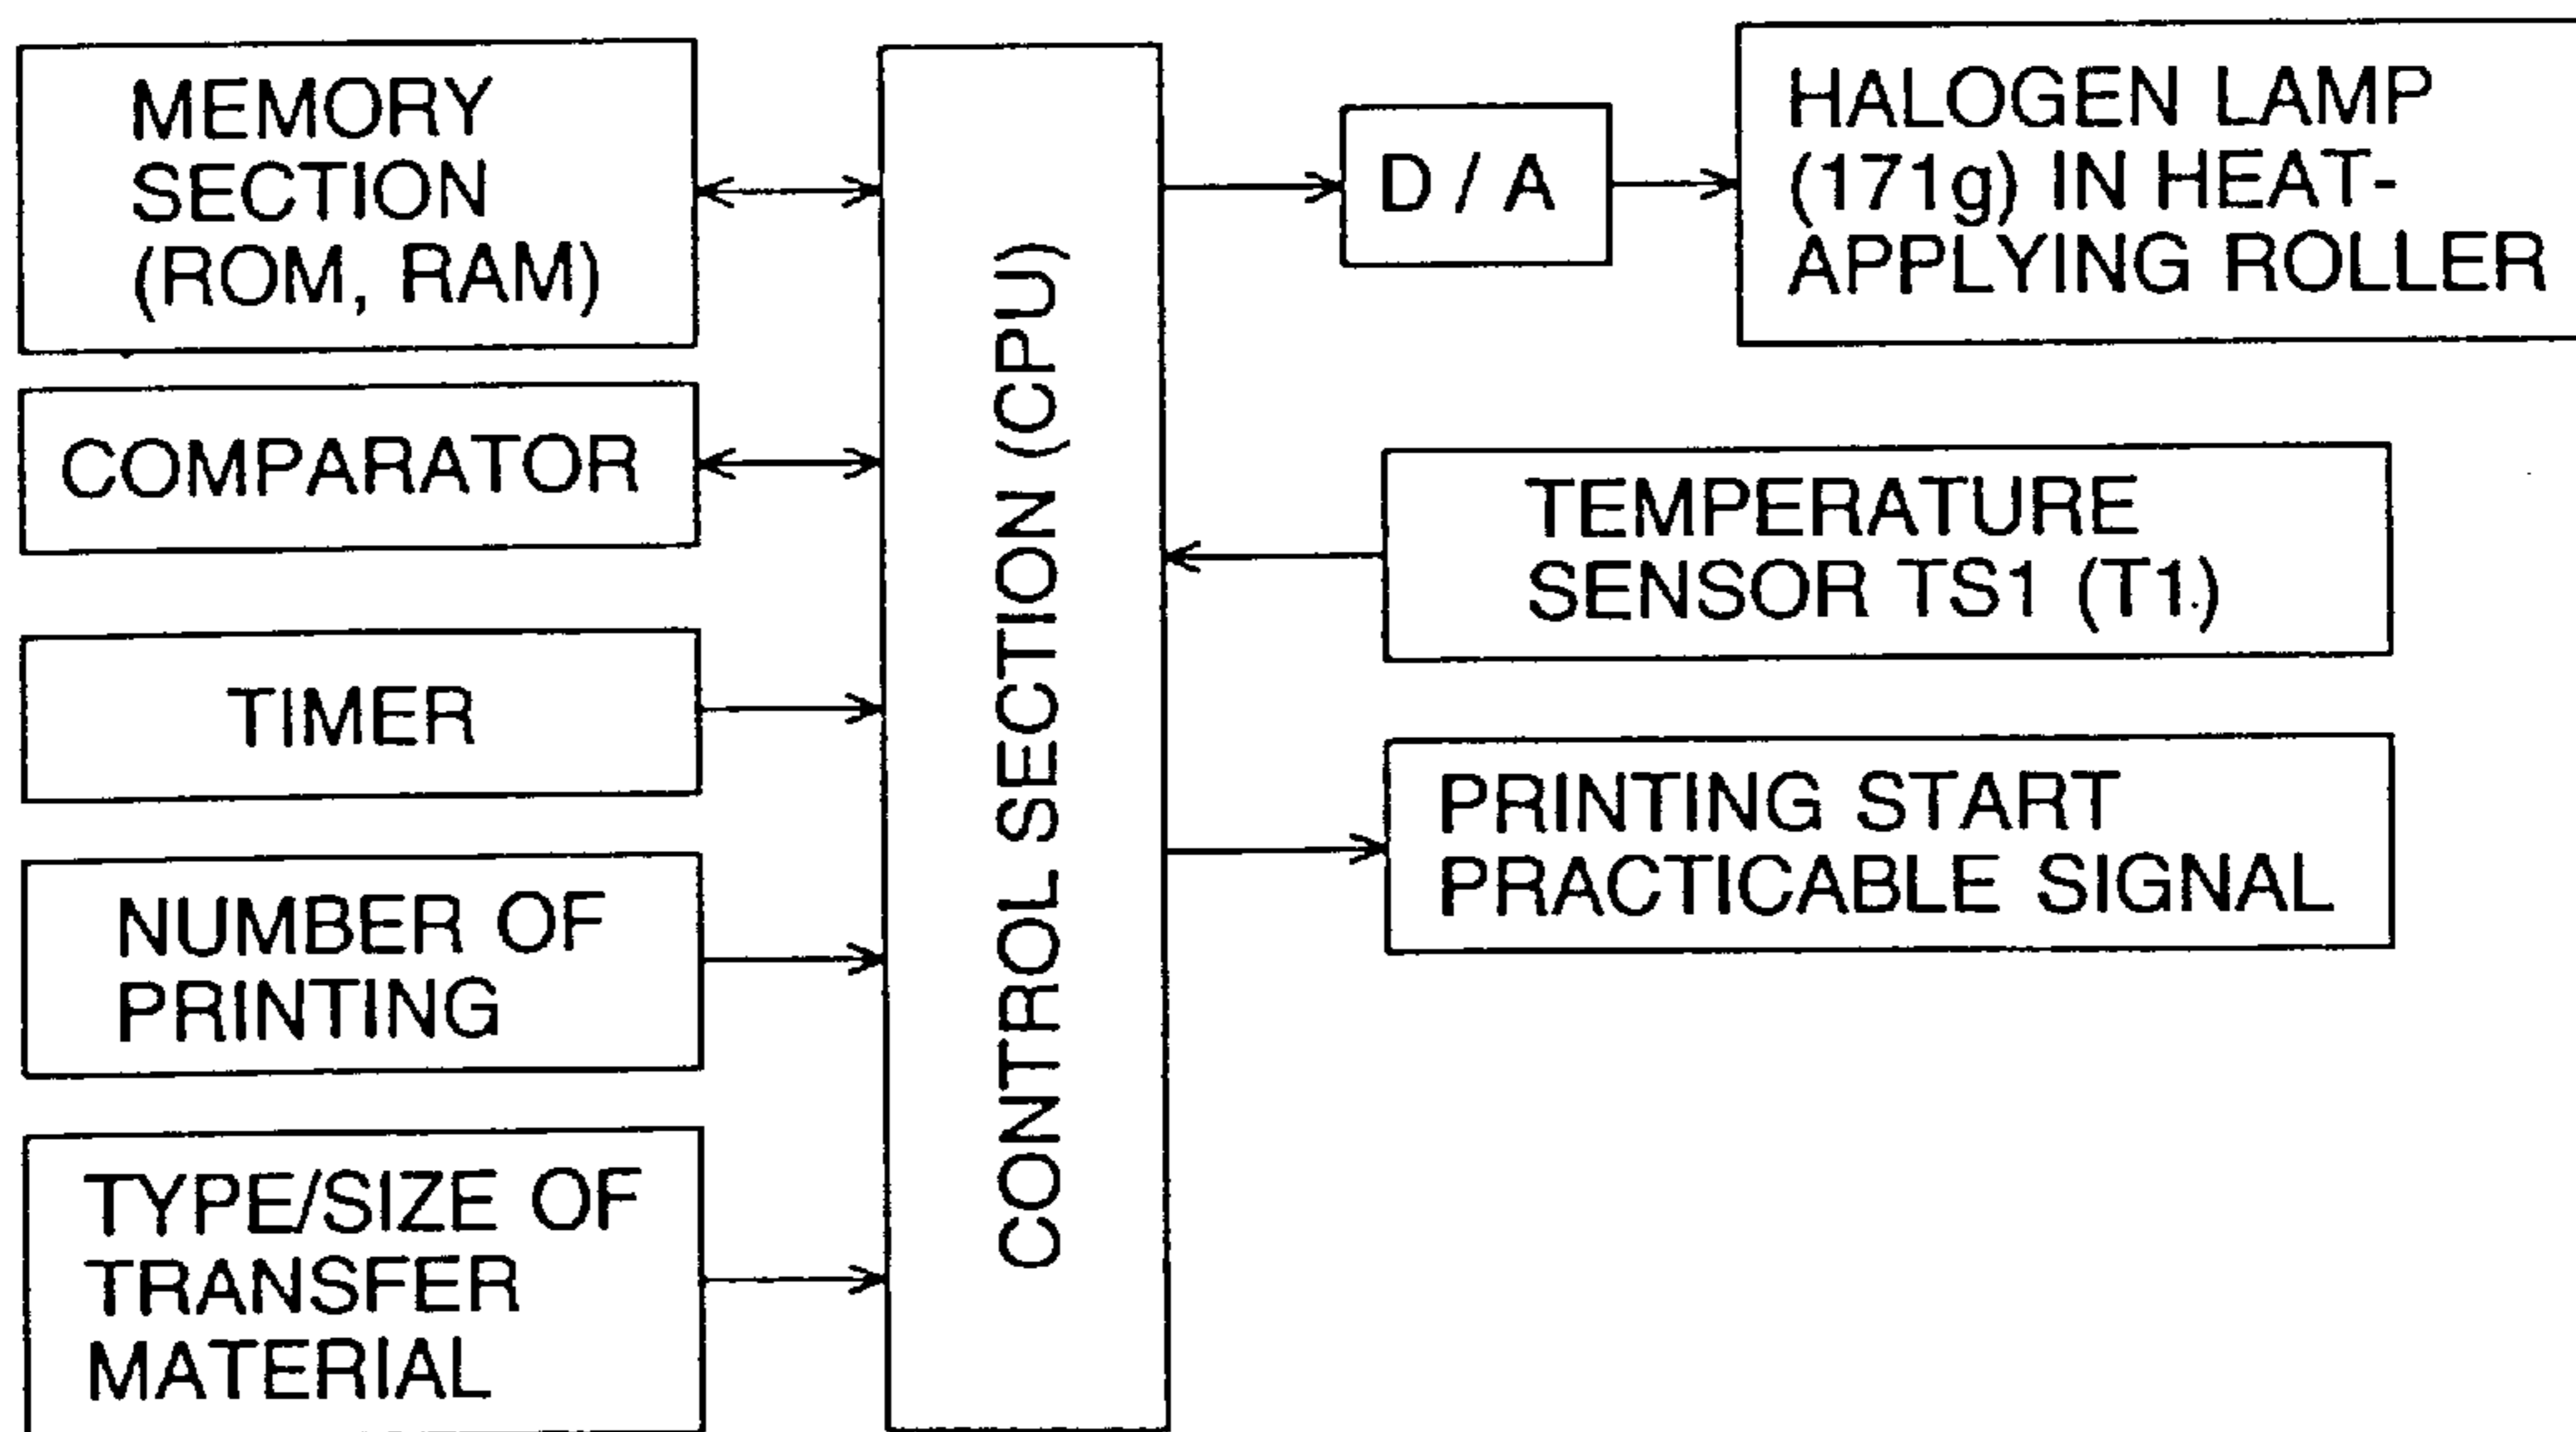 MEMORY
SECTION
(ROM, RAM)
COMPARATOR
TIMER
NUMBER OF
PRINTING
TYPE/SIZE OF
TRANSFER
MATERIAL
CONTROL SECTION (CPU)
D / A
HALOGEN LAMP
(171g) IN HEAT-
APPLYING ROLLER
TEMPERATURE
SENSOR TS1 (T1)
PRINTING START
PRACTICABLE SIGNAL